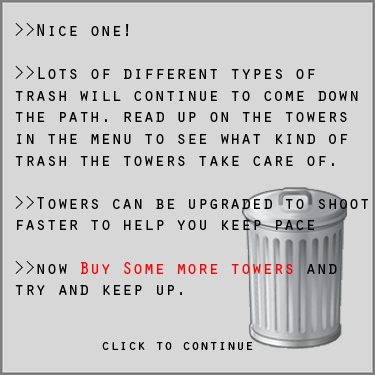 >>Nice one!
>>Lots of different types of
trash will continue to come down
the path. read up on the towers
in the menu to see what kind of
trash the towers take care of.
>>Towers can be upgraded to shoot
faster to help you keep pace
>>now Buy Some more towers and
try and keep up.
click to continue